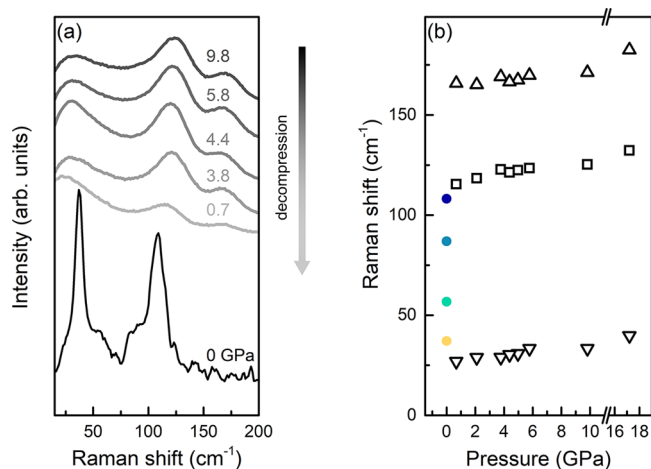 (a)
9.8
5.8
4.4
3.8
0.7
0 GPa
decompression
Intensity (arb. units)
50
100
150
200
Raman shift (cm⁻¹)
(b)
150
100
50
0
Raman shift (cm⁻¹)
0
2
4
6
8
10
16
18
Pressure (GPa)